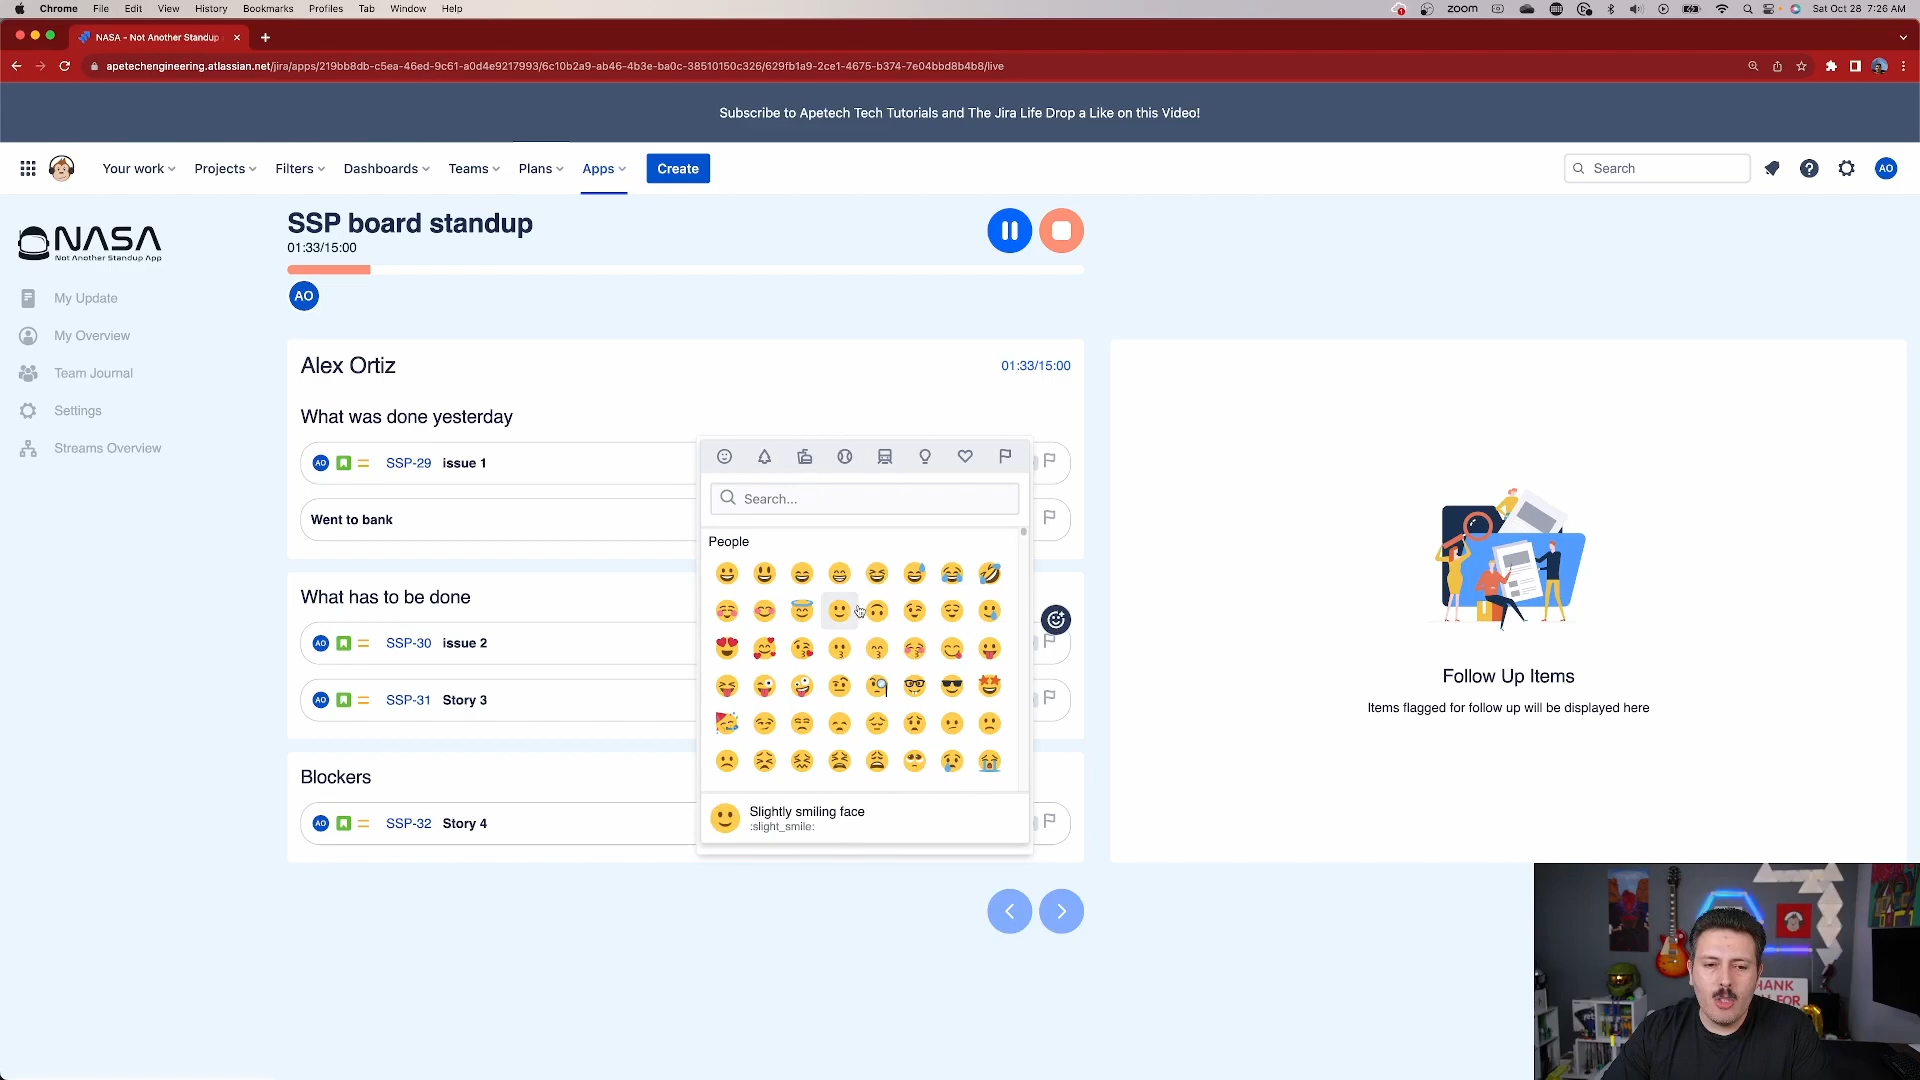 Chrome File Edit View History Bookmarks Profiles Tab Window Help
zoom
Sat Oct 28 7:26 AM
NASA - Not Another Standup
apetechengineering.atlassian.net/jira/apps/219bb8db-c5ea-46ed-9c61-a0d4e9217993/6c10b2a9-ab46-4b3e-ba0c-38510150c326/629fb1a9-2ce1-4675-b374-7e04bbd8b4b8/live
Subscribe to Apetech Tech Tutorials and The Jira Life Drop a Like on this Video!
Your work Projects Filters Dashboards Teams Plans Apps Create
Search
AO
NASA
Not Another Standup App
My Update
My Overview
Team Journal
Settings
Streams Overview
SSP board standup
01:33/15:00
AO
Alex Ortiz
01:33/15:00
What was done yesterday
AO SSP-29 issue 1
Went to bank
What has to be done
AO SSP-30 issue 2
AO SSP-31 Story 3
Blockers
AO SSP-32 Story 4
Search...
People
Slightly smiling face
:slight_smile:
Follow Up Items
Items flagged for follow up will be displayed here